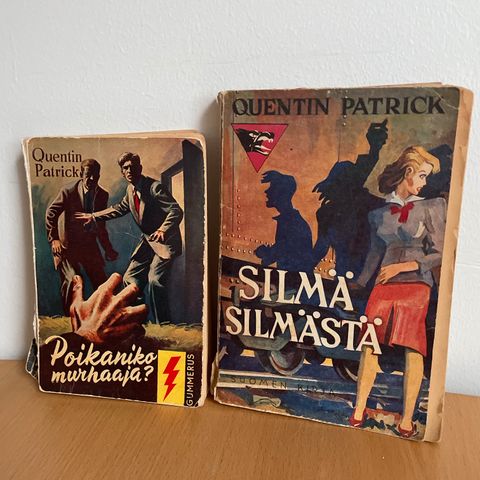 Quentin
Patrick
Poikaniko
murhaaja?
GUMMERUS
QUENTIN PATRICK
SILMÄ
SILMÄSTÄ
SUOMEN KIRJA